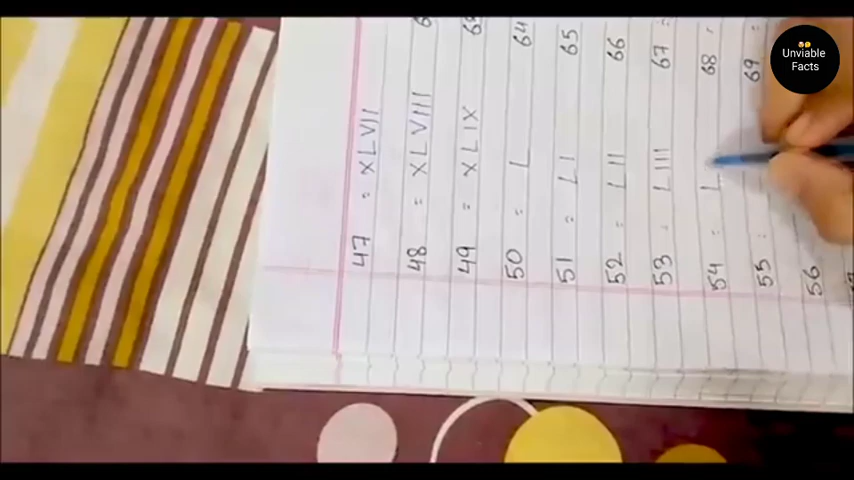 47 = XLVII
48 = XLVIII
49 = XLIX
50 = L
51 = LI
52 = LII
53 = LIII
54 = L
55 =
56
64
65
66
67 =
68
69 =
Unviable
Facts